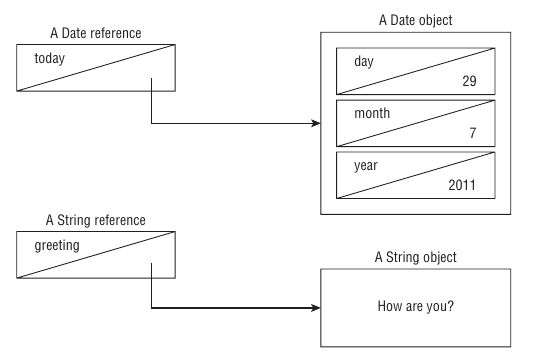 A Date reference
today
A Date object
day
29
month
7
year
2011
A String reference
greeting
A String object
How are you?